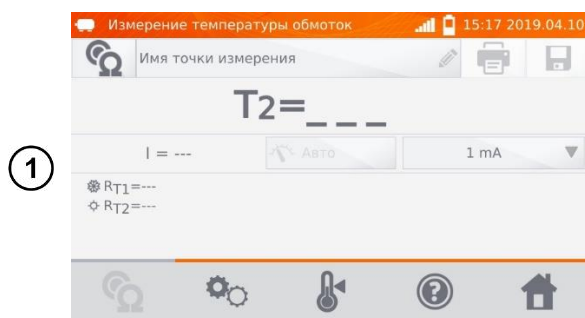 Измерение температуры обмоток 15:17 2019.04.10
Имя точки измерения
T2=_ _ _
I = --- Авто 1 mA
1
RT1=---
RT2=---
?